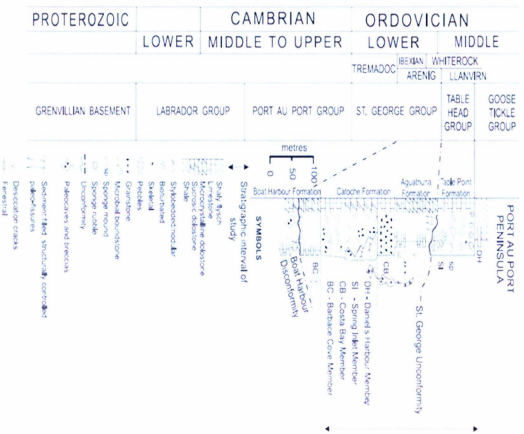 PROTEROZOIC
CAMBRIAN
ORDOVICIAN
LOWER
MIDDLE TO UPPER
LOWER
MIDDLE
TREMADOC
IBEXIAN
WHITEROCK
ARENIG
LLANVIRN
GRENVILLIAN BASEMENT
LABRADOR GROUP
PORT AU PORT GROUP
ST. GEORGE GROUP
TABLE
HEAD
GROUP
GOOSE
TICKLE
GROUP
metres
0
50
100
Boat Harbour Formation
Catoche Formation
Aguathuna
Formation
Table Point
Formation
PORT AU PORT
PENINSULA
BC
CB
SI
DH
St. George Unconformity
Boat Harbour
Disconformity
DH - Daniel's Harbour Member
SI - Spring Inlet Member
CB - Costa Bay Member
BC - Barbace Cove Member
SYMBOLS
Stratigraphic interval of
study
Shaly flysch
Limestone
Microcrystalline dolostone
Sucrosic dolostone
Shale
Stylobedded/nodular
Bioturbated
Skeletal
Pebbles
Grainstone
Microbial boundstone
Sponge mound
Sponge rubble
Unconformity
Paleocaves and breccias
Sediment filled, structurally controlled
paleo-fissures
Desiccation cracks
Fenestral